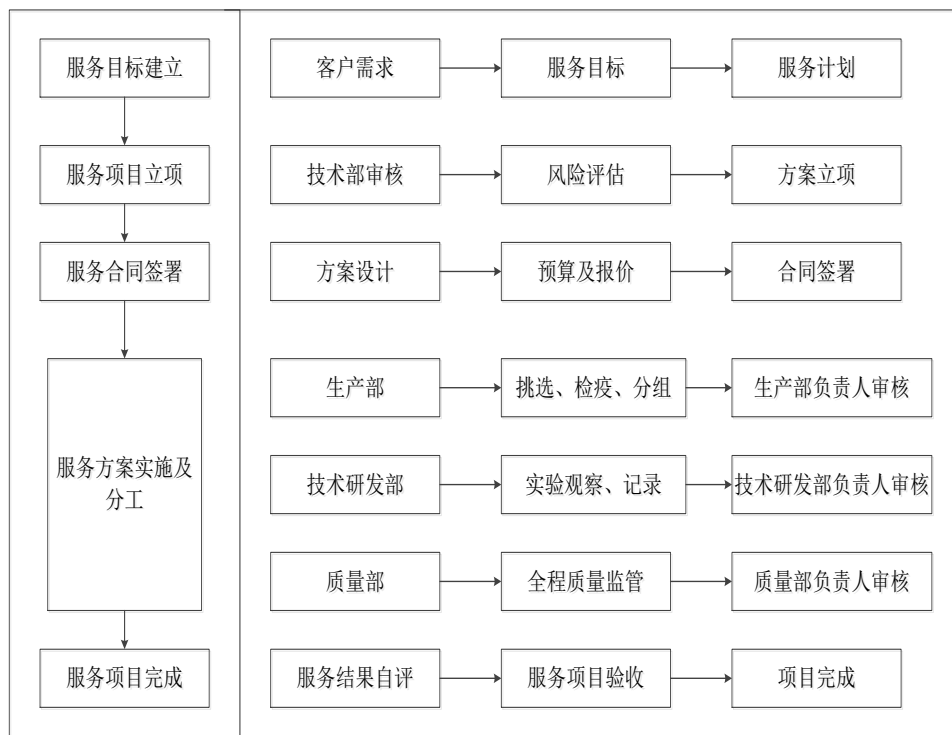 服务目标建立
客户需求
服务目标
服务计划
服务项目立项
技术部审核
风险评估
方案立项
服务合同签署
方案设计
预算及报价
合同签署
服务方案实施及
分工
生产部
挑选、检疫、分组
生产部负责人审核
技术研发部
实验观察、记录
技术研发部负责人审核
质量部
全程质量监管
质量部负责人审核
服务项目完成
服务结果自评
服务项目验收
项目完成